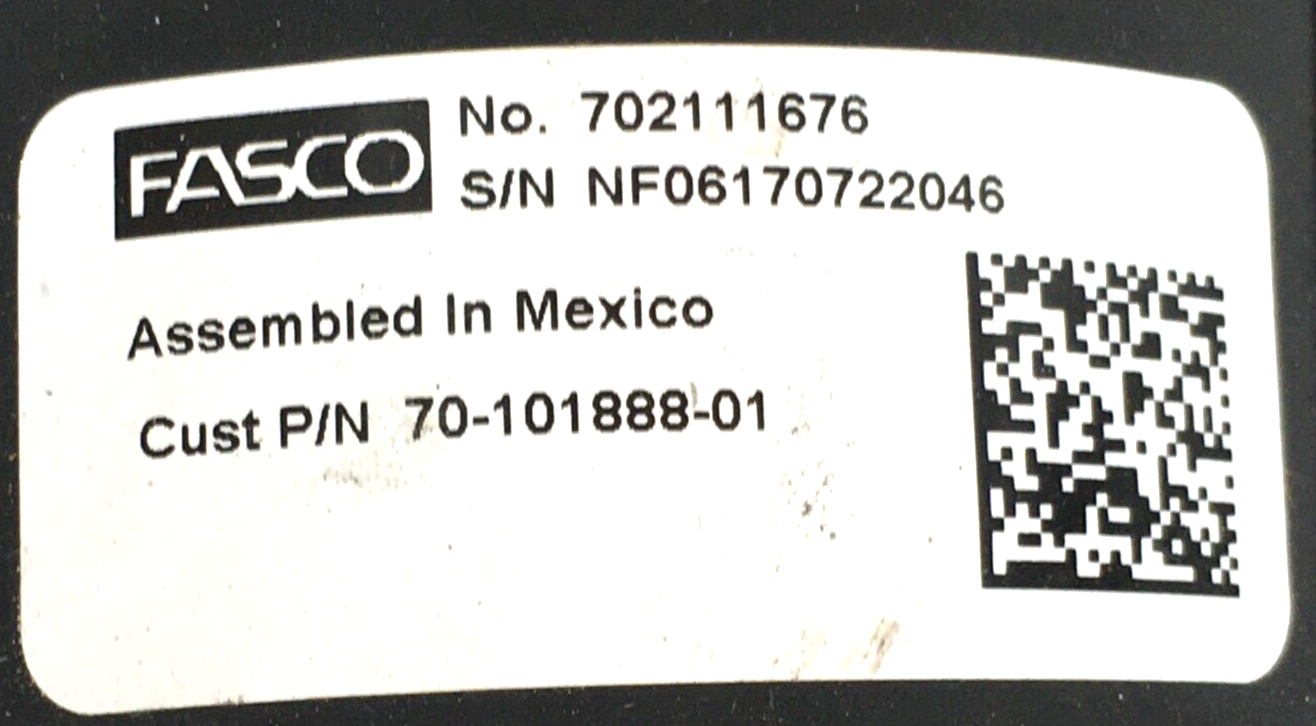 FASCO
No. 702111676
S/N NF06170722046
Assembled In Mexico
Cust P/N 70-101888-01